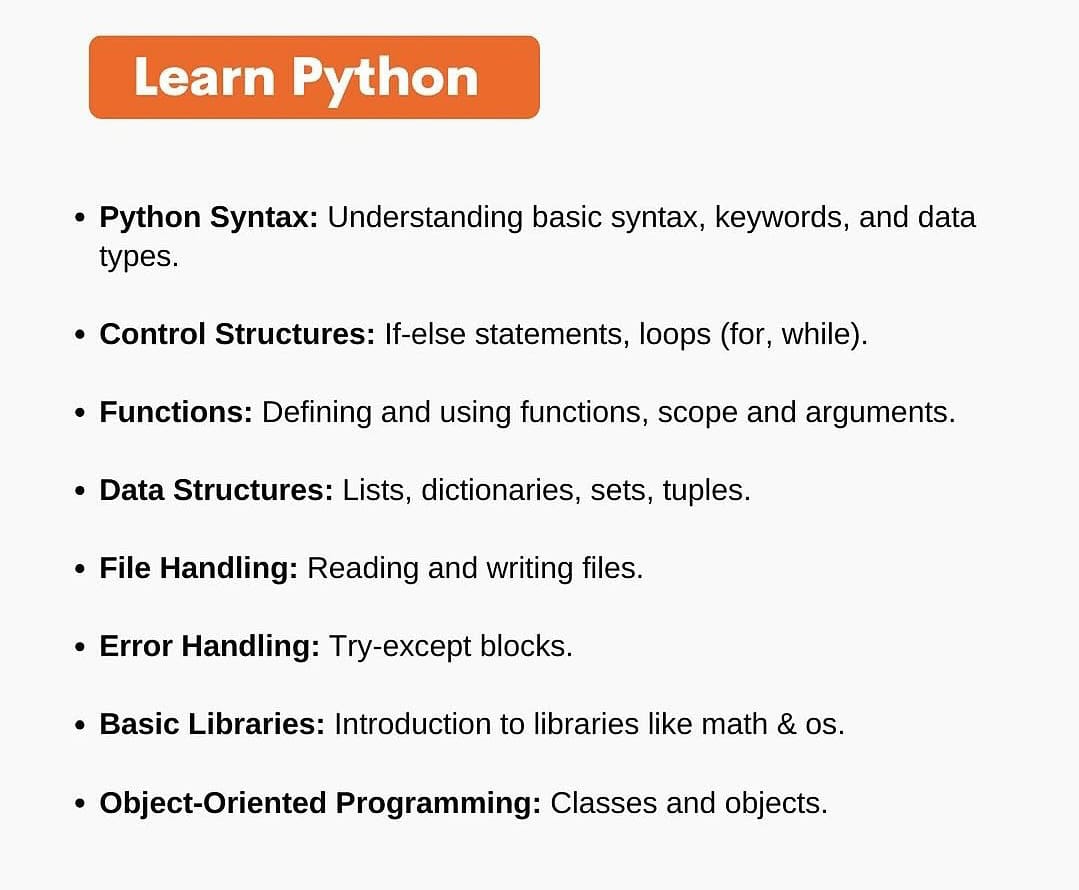 Learn Python
• Python Syntax: Understanding basic syntax, keywords, and data
types.
• Control Structures: If-else statements, loops (for, while).
• Functions: Defining and using functions, scope and arguments.
• Data Structures: Lists, dictionaries, sets, tuples.
• File Handling: Reading and writing files.
• Error Handling: Try-except blocks.
• Basic Libraries: Introduction to libraries like math & os.
• Object-Oriented Programming: Classes and objects.